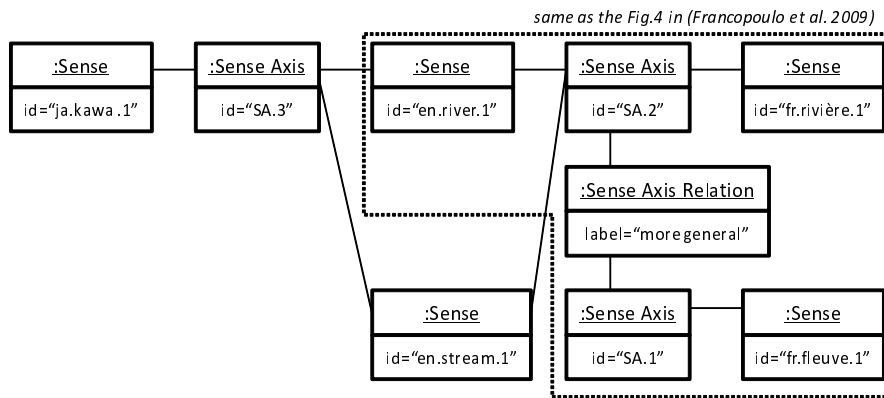 same as the Fig.4 in (Francopoulo et al. 2009)
:Sense
id=“ja.kawa.1”
:Sense Axis
id=“SA.3”
:Sense
id=“en.river.1”
:Sense Axis
id=“SA.2”
:Sense
id=“fr.rivière.1”
:Sense Axis Relation
label=“more general”
:Sense
id=“en.stream.1”
:Sense Axis
id=“SA.1”
:Sense
id=“fr.fleuve.1”